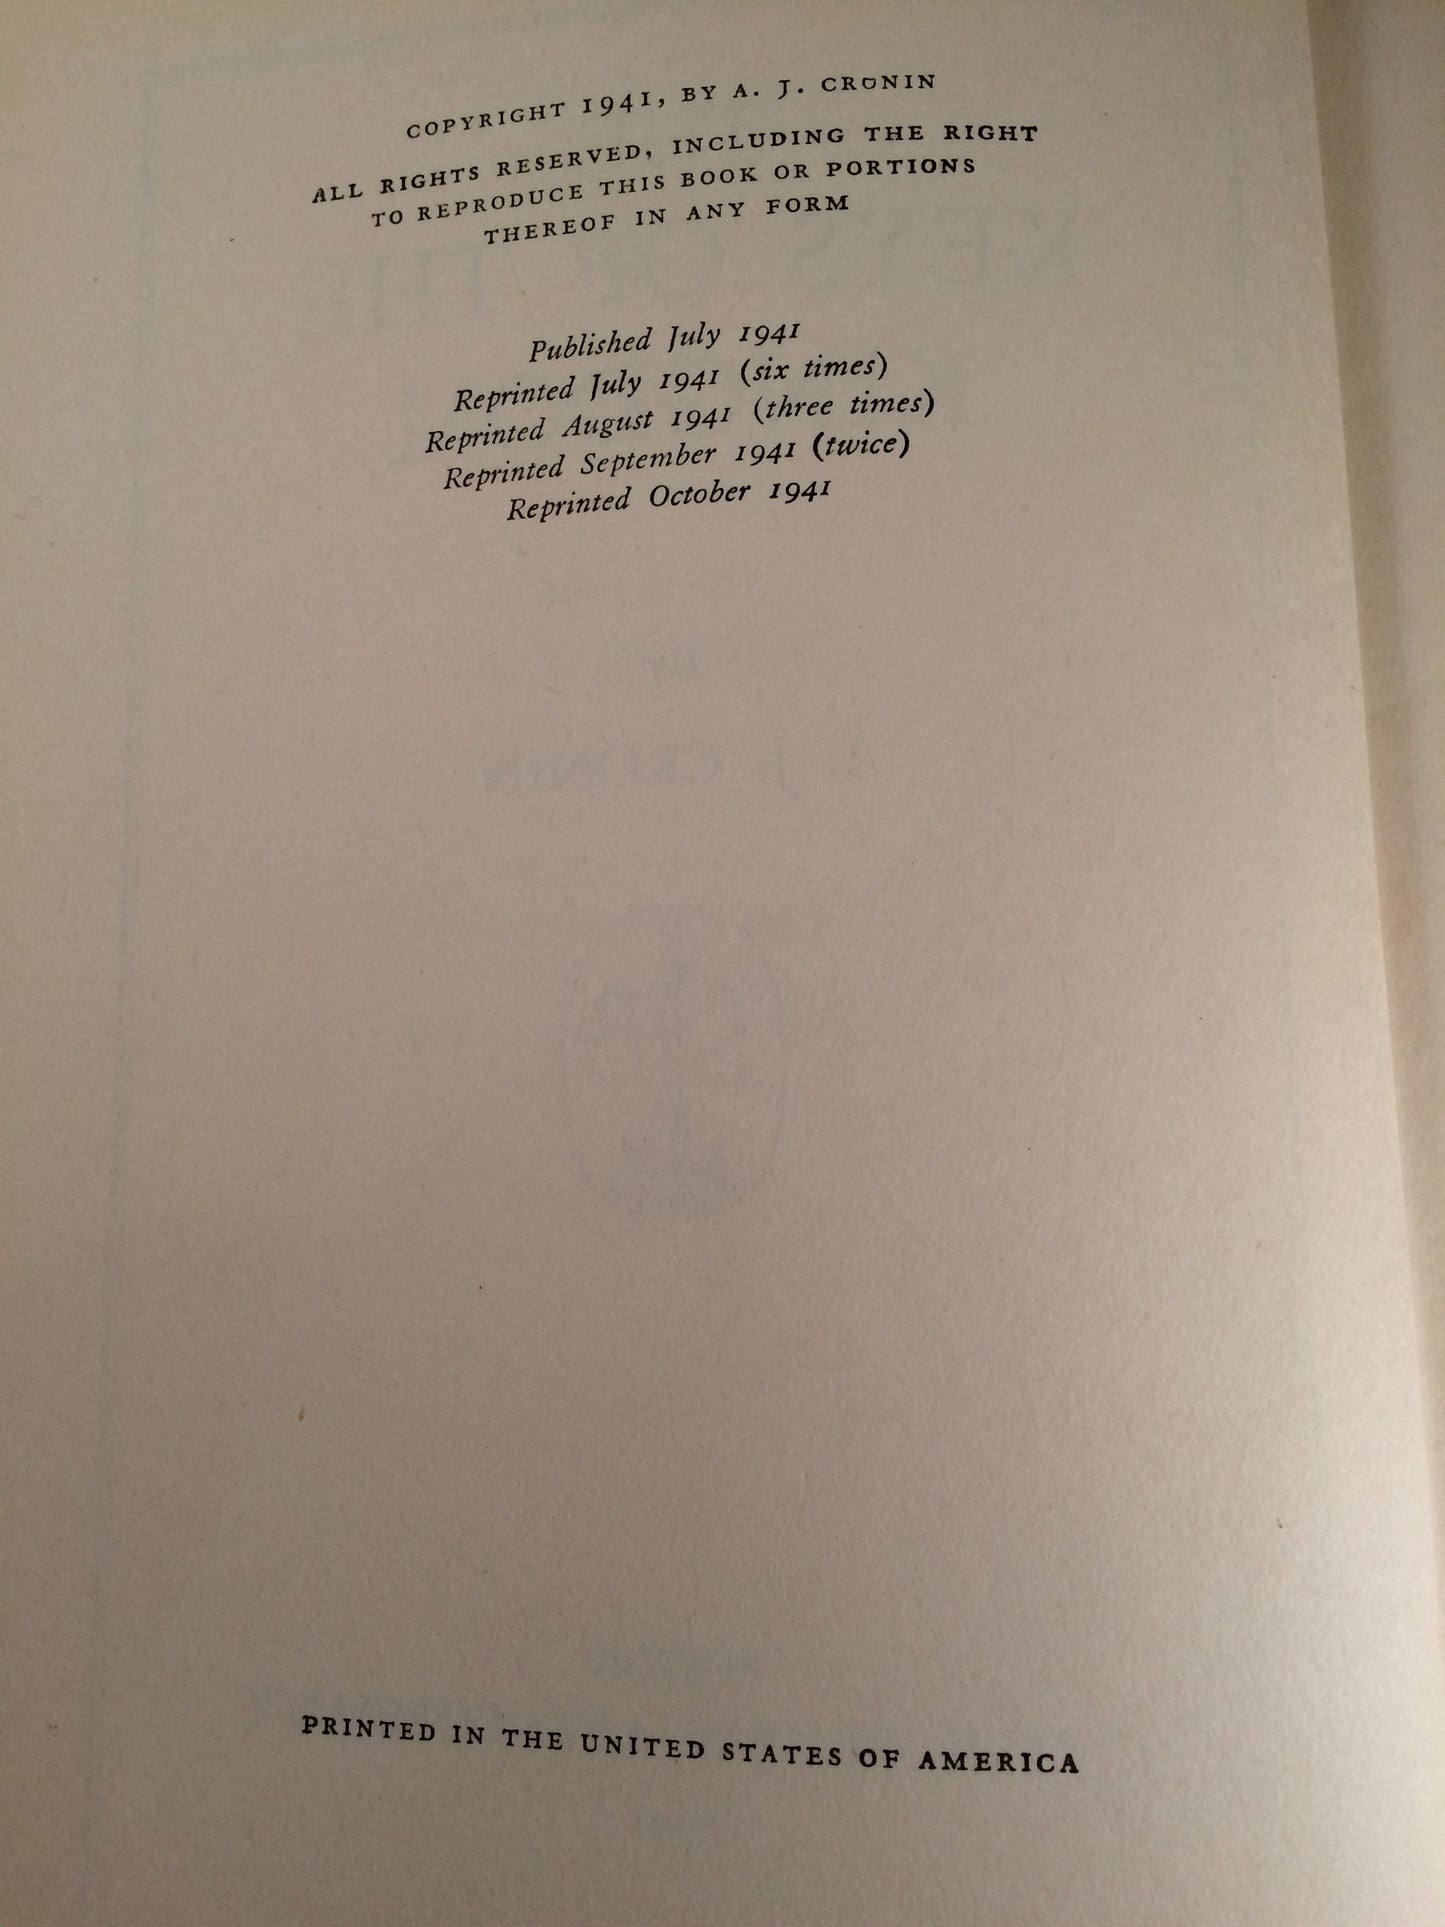 COPYRIGHT 1941, BY A. J. CRONIN
ALL RIGHTS RESERVED, INCLUDING THE RIGHT
TO REPRODUCE THIS BOOK OR PORTIONS
THEREOF IN ANY FORM
Published July 1941
Reprinted July 1941 (six times)
Reprinted August 1941 (three times)
Reprinted September 1941 (twice)
Reprinted October 1941
PRINTED IN THE UNITED STATES OF AMERICA